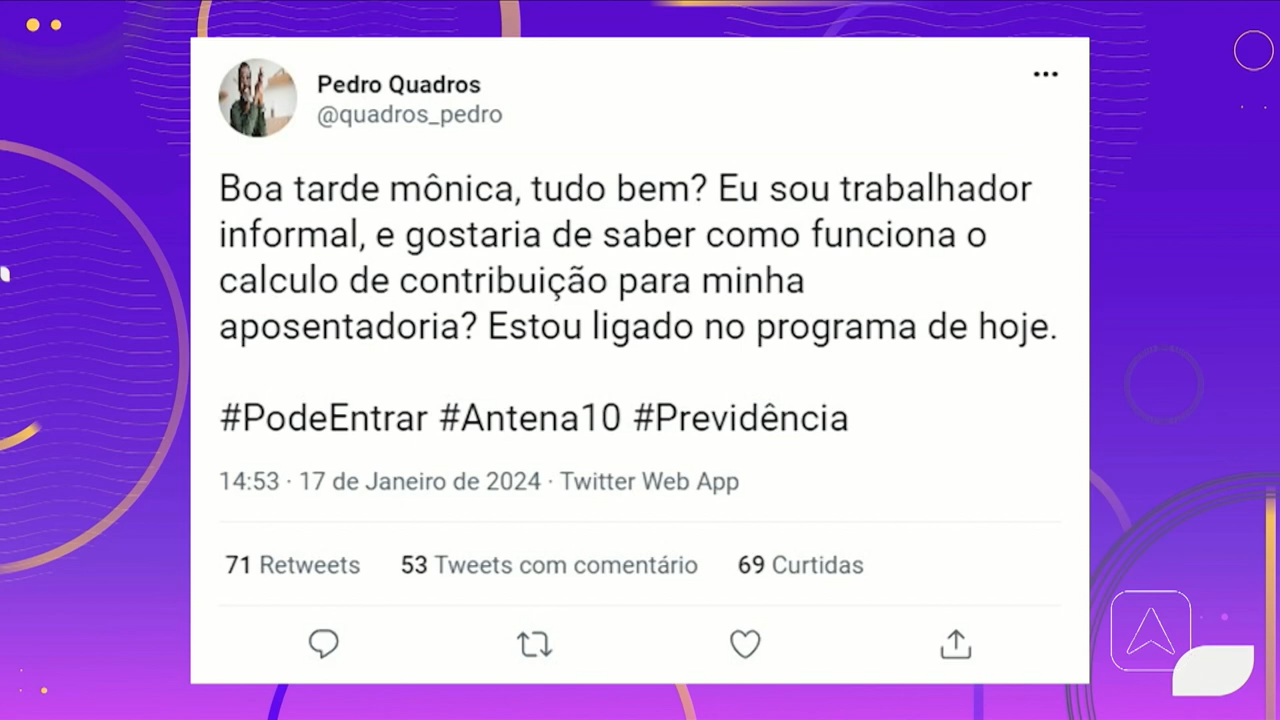 Pedro Quadros
@quadros_pedro
Boa tarde mônica, tudo bem? Eu sou trabalhador
informal, e gostaria de saber como funciona o
calculo de contribuição para minha
aposentadoria? Estou ligado no programa de hoje.
#PodeEntrar #Antena10 #Previdência
14:53 · 17 de Janeiro de 2024 · Twitter Web App
71 Retweets 53 Tweets com comentário 69 Curtidas